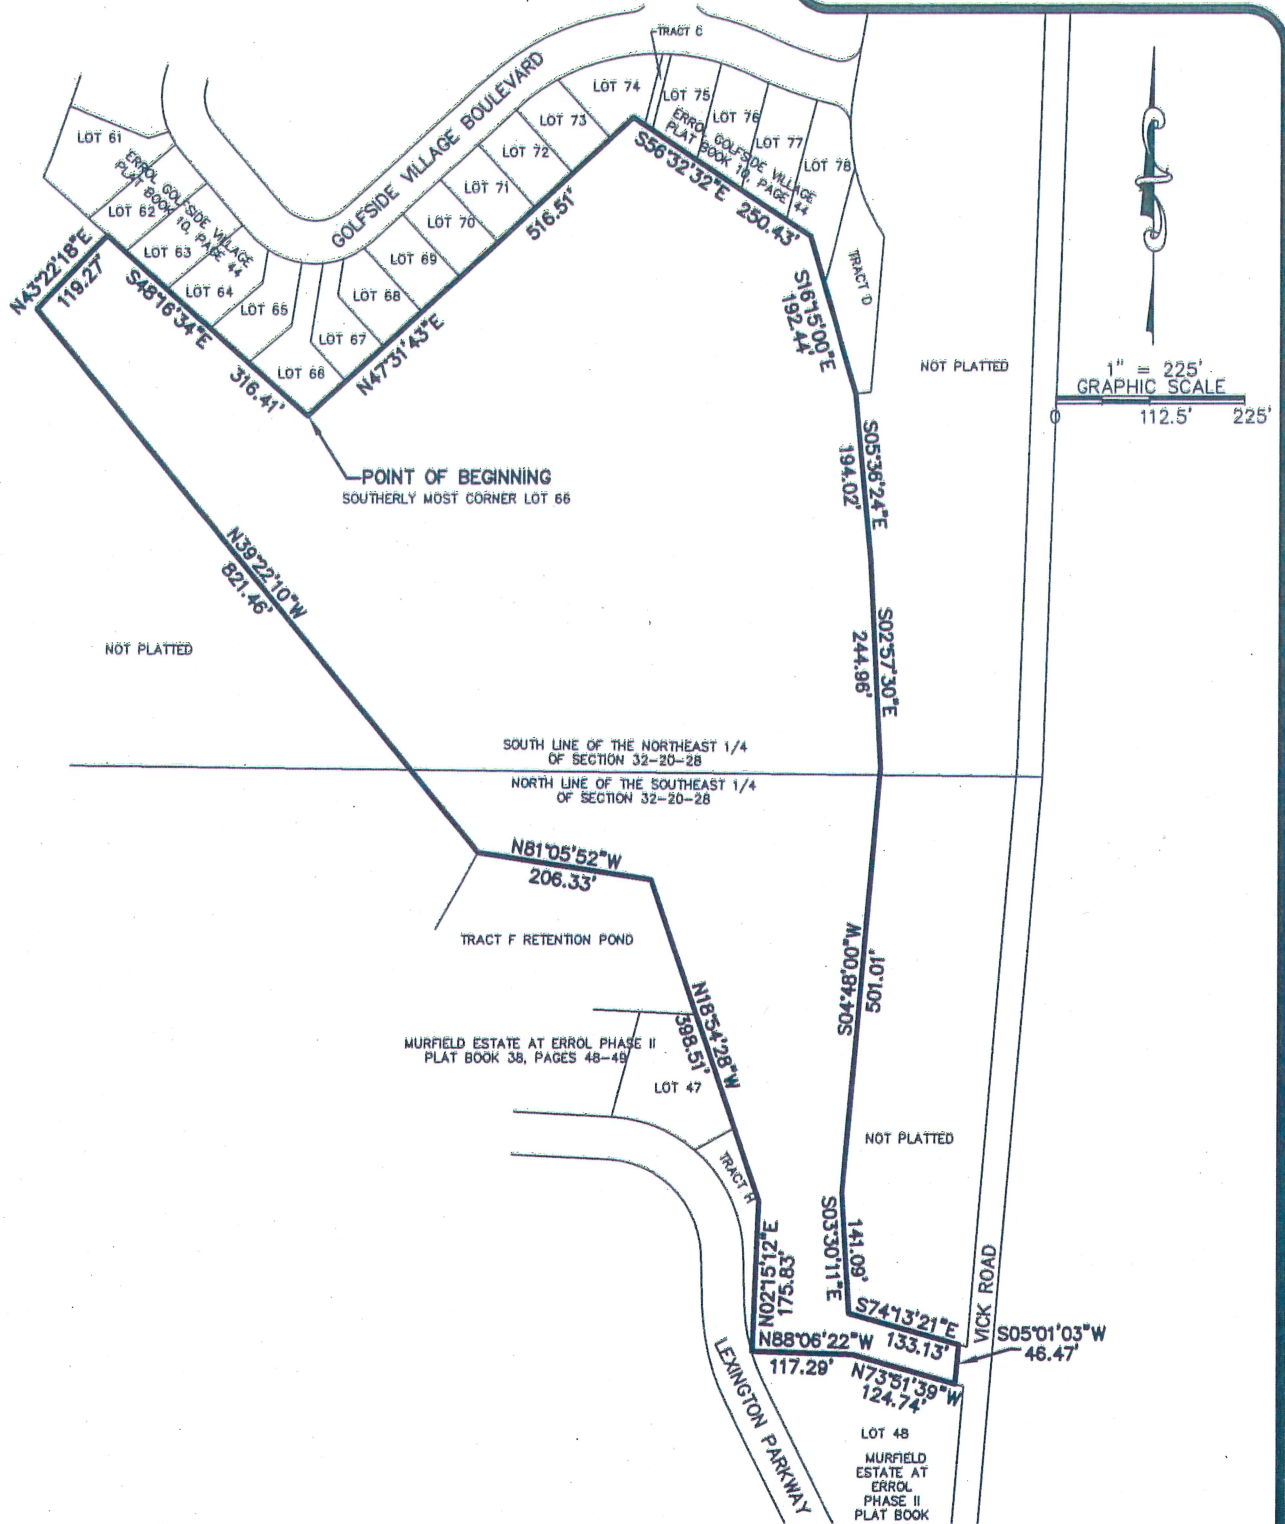 TRACT C
LOT 74
LOT 75
LOT 76
LOT 77
LOT 78
ERROL GOLFSIDE VILLAGE
PLAT BOOK 10, PAGE 44
LOT 73
LOT 72
LOT 71
LOT 70
LOT 69
LOT 68
LOT 67
LOT 66
LOT 65
LOT 64
LOT 63
LOT 62
LOT 61
ERROL GOLFSIDE VILLAGE
PLAT BOOK 10, PAGE 44
GOLFSIDE VILLAGE BOULEVARD
N43°22'18"E
119.27'
S48°16'34"E
316.41'
N47°31'43"E
516.51'
S56°32'32"E 250.43'
TRACT D
S16°15'00"E
192.44'
NOT PLATTED
1" = 225'
GRAPHIC SCALE
0 112.5' 225'
POINT OF BEGINNING
SOUTHERLY MOST CORNER LOT 66
S05°36'24"E
194.02'
N39°22'10"W
821.46'
NOT PLATTED
S02°57'30"E
244.96'
SOUTH LINE OF THE NORTHEAST 1/4
OF SECTION 32-20-28
NORTH LINE OF THE SOUTHEAST 1/4
OF SECTION 32-20-28
N81°05'52"W
206.33'
TRACT F RETENTION POND
S04°48'00"W
501.01'
N18°54'28"W
398.51'
MURFIELD ESTATE AT ERROL PHASE II
PLAT BOOK 38, PAGES 48-49
LOT 47
NOT PLATTED
TRACT H
N02°15'12"E
175.83'
S03°30'11"E
141.09'
S74°13'21"E
133.13'
VICK ROAD
S05°01'03"W
46.47'
N88°06'22"W
117.29'
N73°51'39"W
124.74'
LEXINGTON PARKWAY
LOT 48
MURFIELD
ESTATE AT
ERROL
PHASE II
PLAT BOOK